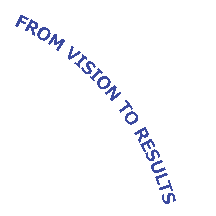 FROM VISION TO RESULTS